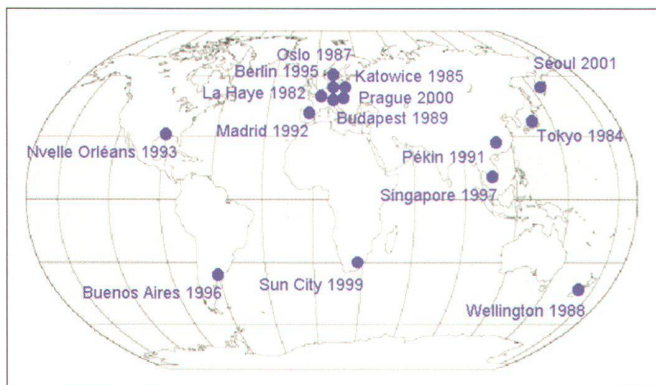 Oslo 1987
Berlin 1995
Katowice 1985
Seoul 2001
La Haye 1982
Prague 2000
Madrid 1992
Budapest 1989
Tokyo 1984
Nvelle Orléans 1993
Pékin 1991
Singapore 1997
Buenos Aires 1996
Sun City 1999
Wellington 1988